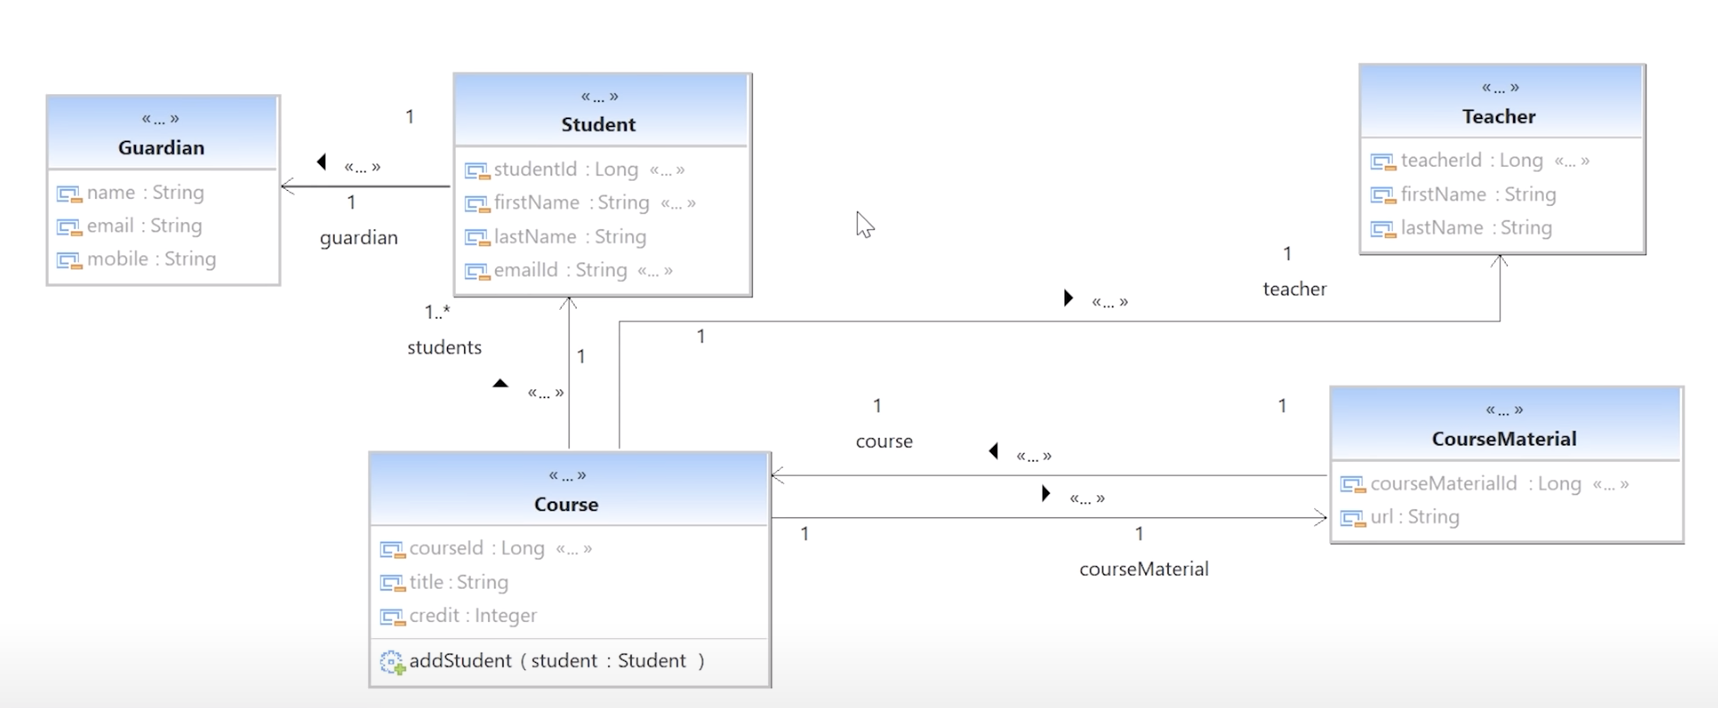 «... »
Guardian
name : String
email : String
mobile : String
1
«... »
1
guardian
«... »
Student
studentId : Long «... »
firstName : String «... »
lastName : String
emailId : String «... »
«... »
Teacher
teacherId : Long «... »
firstName : String
lastName : String
1
teacher
«... »
1
1..*
students
1
«... »
1
course
1
«... »
«... »
1
1
courseMaterial
«... »
CourseMaterial
courseMaterialId : Long «... »
url : String
«... »
Course
courseId : Long «... »
title : String
credit : Integer
addStudent ( student : Student )